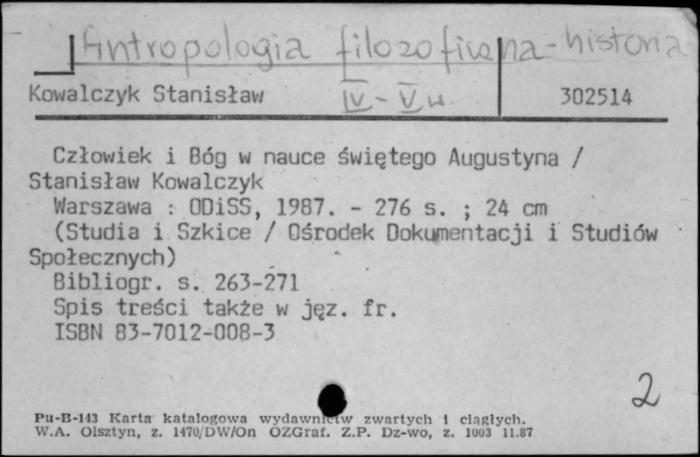 Antropologia filozoficzna - historia
Kowalczyk Stanisław IV - V w 302514
Człowiek i Bóg w nauce świętego Augustyna /
Stanisław Kowalczyk
Warszawa : ODiSS, 1987. - 276 s. ; 24 cm
(Studia i Szkice / Ośrodek Dokumentacji i Studiów
Społecznych)
Bibliogr. s. 263-271
Spis treści także w jęz. fr.
ISBN 83-7012-008-3
2
Pu-B-143 Karta katalogowa wydawnictw zwartych i ciągłych.
W.A. Olsztyn, z. 1470/DW/On OZGraf. Z.P. Dz-wo, z. 1003 11.87